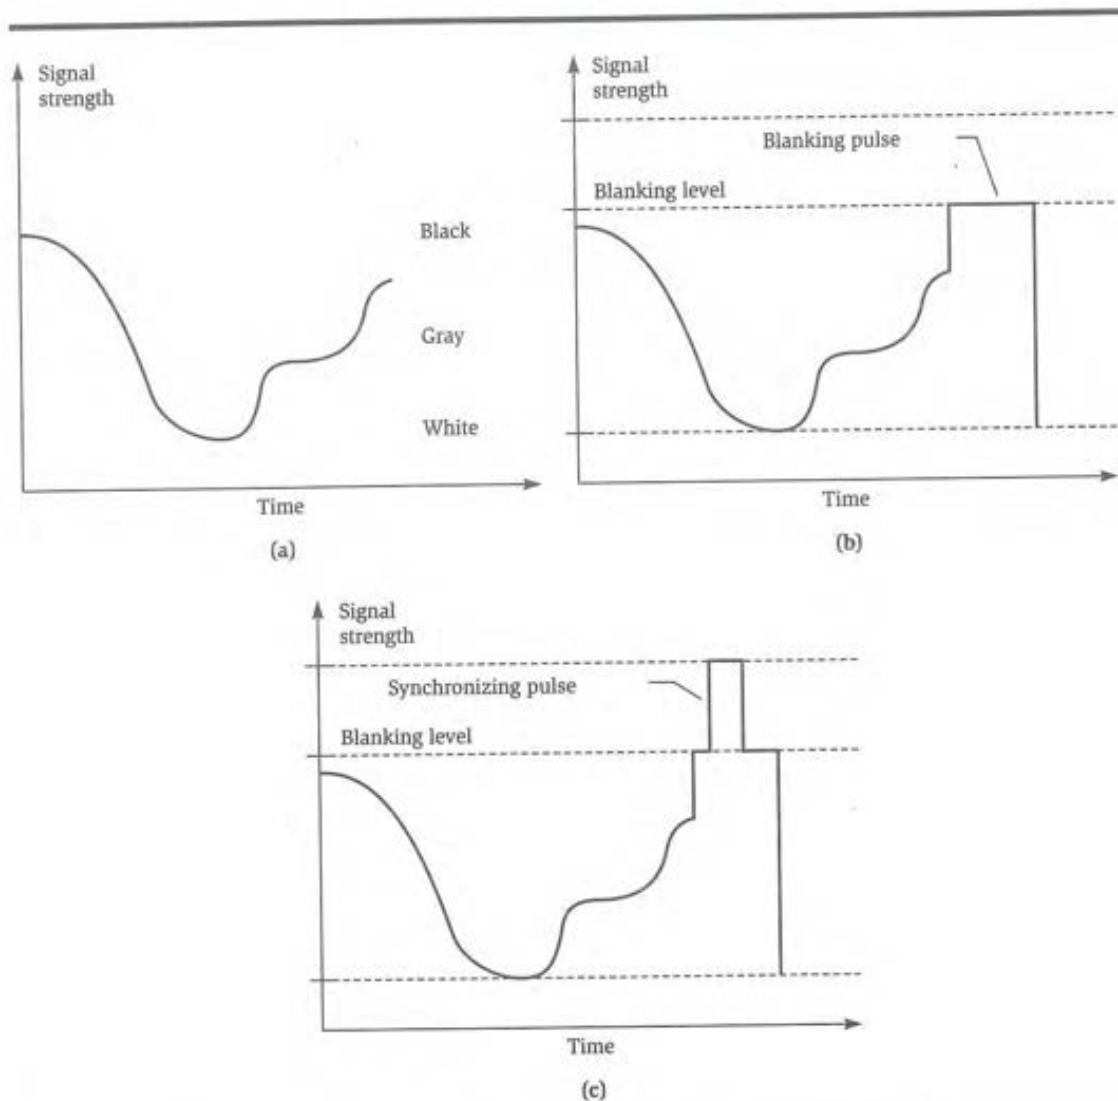 Signal
strength
Black
Gray
White
Time
(a)
Signal
strength
Blanking pulse
Blanking level
Time
(b)
Signal
strength
Synchronizing pulse
Blanking level
Time
(c)